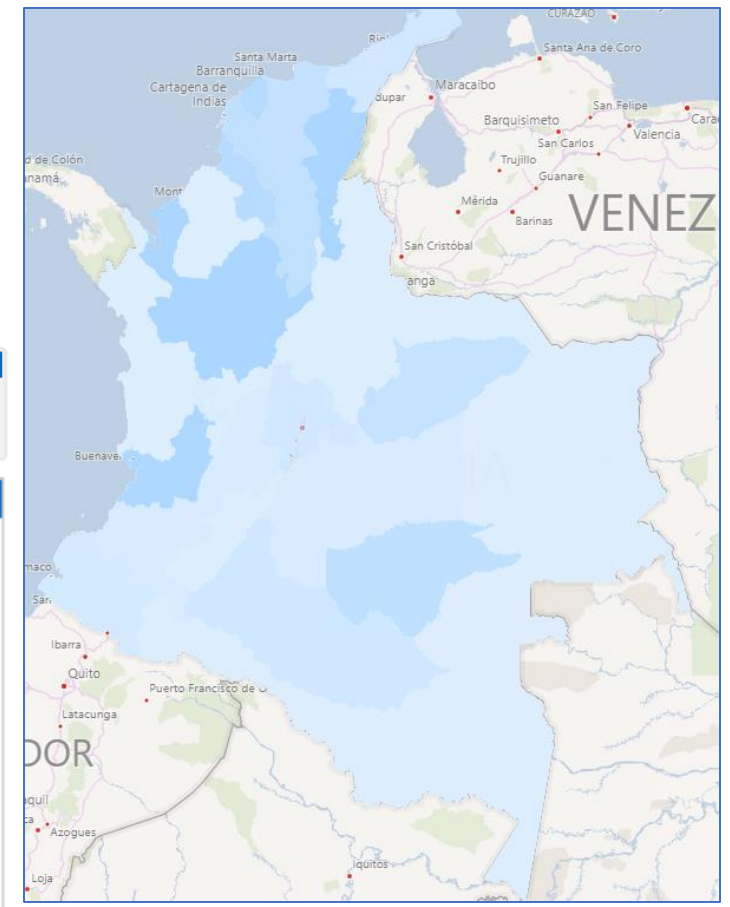 CURAZAO
Santa Ana de Coro
Santa Marta
Barranquilla
Cartagena de
Indias
Maracaibo
dupar
San Felipe
Barquisimeto
Valencia
San Carlos
Trujillo
Guanare
d de Colón
anamá
Mérida
Barinas
VENEZ
Mont
San Cristóbal
anga
Buenave
maco
Ibarra
Quito
Puerto Francisco de O
Latacunga
DOR
Azogues
Iquitos
Loja